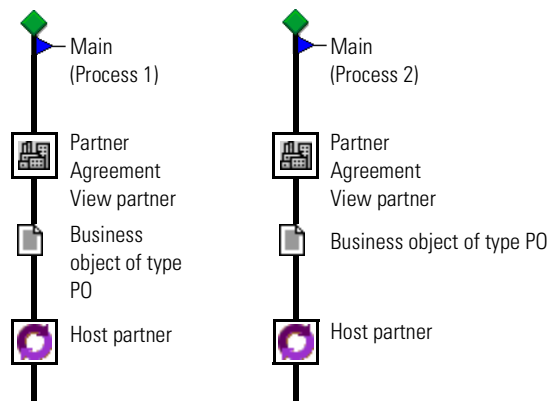 Main
(Process 1)
Partner
Agreement
View partner
Business
object of type
PO
Host partner
Main
(Process 2)
Partner
Agreement
View partner
Business object of type PO
Host partner